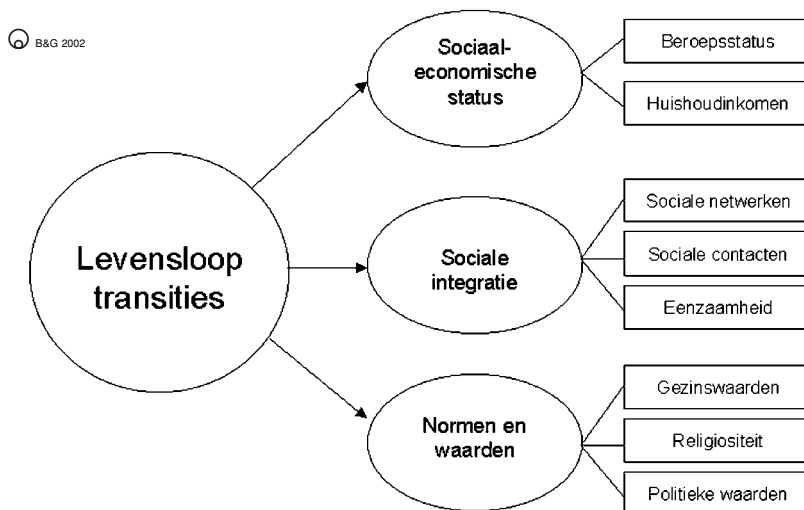 B&G 2002
Sociaal-
economische
status
Beroepsstatus
Huishoudinkomen
Levensloop
transities
Sociale
integratie
Sociale netwerken
Sociale contacten
Eenzaamheid
Normen en
waarden
Gezinswaarden
Religiositeit
Politieke waarden